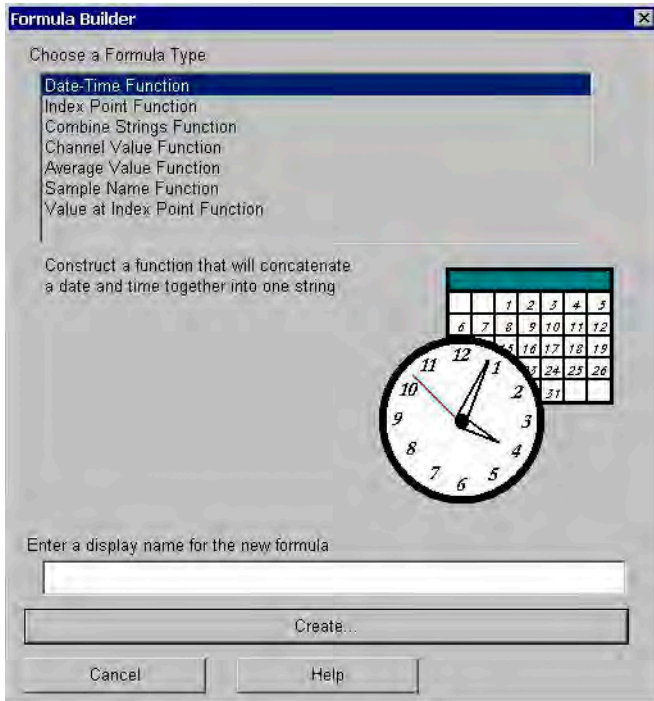 Formula Builder
Choose a Formula Type
Date-Time Function
Index Point Function
Combine Strings Function
Channel Value Function
Average Value Function
Sample Name Function
Value at Index Point Function
Construct a function that will concatenate
a date and time together into one string
1 2 3 4 5
6 7 8 9 10 11 12
15 16 17 18 19
23 24 25 26
31
12
11 1
10 2
9 3
8 4
7 5
6
Enter a display name for the new formula
Create...
Cancel Help